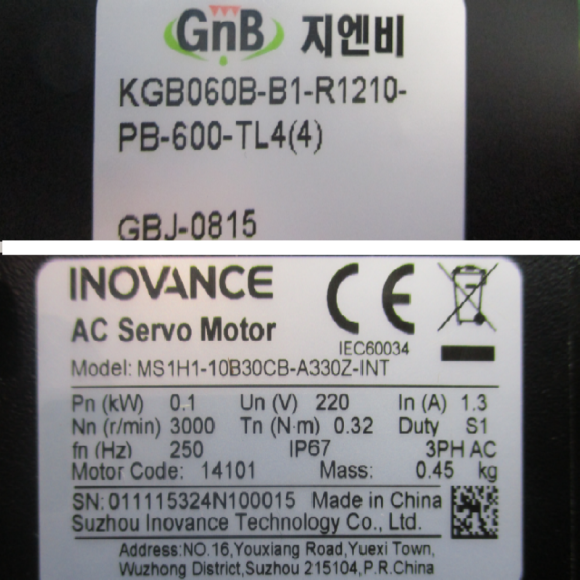 GnB 지엔비
KGB060B-B1-R1210-
PB-600-TL4(4)
GBJ-0815
INOVANCE
AC Servo Motor
IEC60034
Model: MS1H1-10B30CB-A330Z-INT
Pn (kW) 0.1 Un (V) 220 In (A) 1.3
Nn (r/min) 3000 Tn (N·m) 0.32 Duty S1
fn (Hz) 250 IP67 3PH AC
Motor Code: 14101 Mass: 0.45 kg
SN: 011115324N100015 Made in China
Suzhou Inovance Technology Co., Ltd.
Address:NO.16,Youxiang Road,Yuexi Town,
Wuzhong District,Suzhou 215104,P.R.China